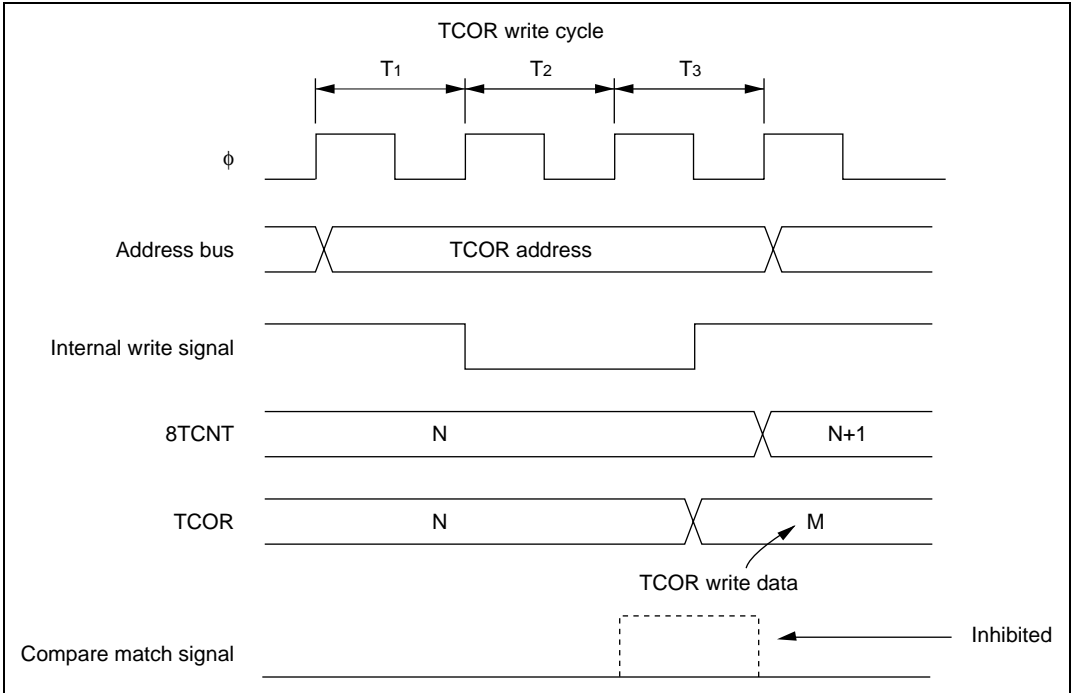 TCOR write cycle
T1 T2 T3
φ
Address bus TCOR address
Internal write signal
8TCNT N N+1
TCOR N M
TCOR write data
Inhibited
Compare match signal